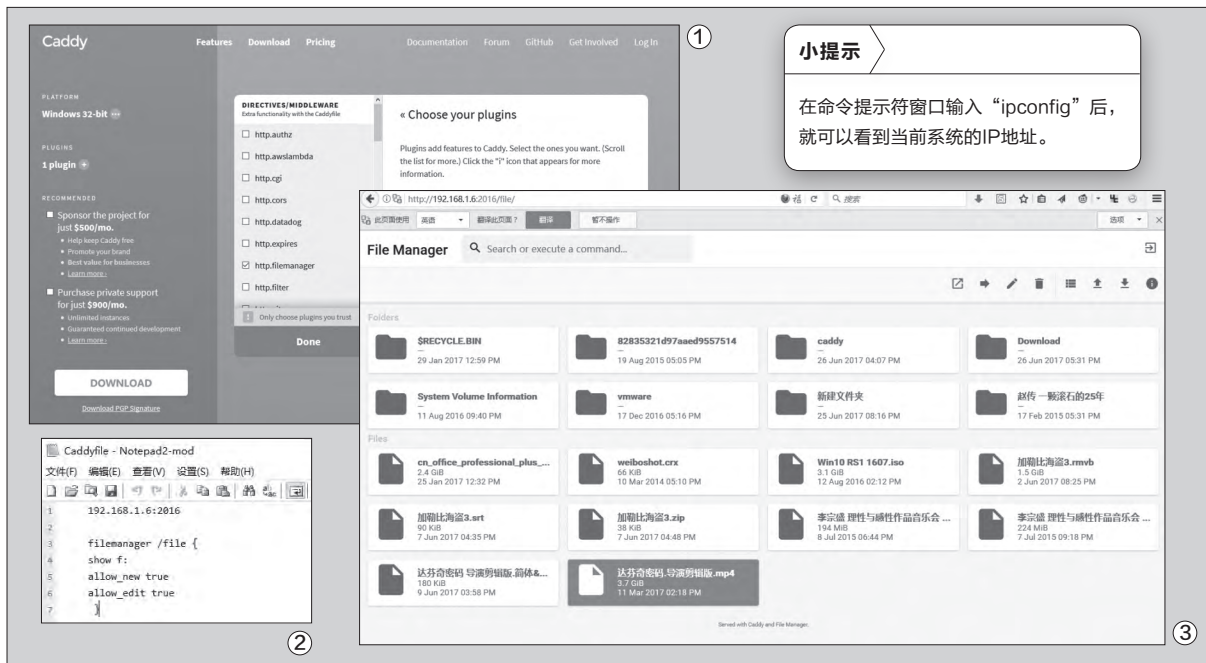 Caddy
Features Download Pricing
Documentation Forum GitHub Get Involved Log In
①
PLATFORM
Windows 32-bit
PLUGINS
1 plugin
RECOMMENDED
Sponsor the project for
just $500/mo.
Help keep Caddy free
Promote your brand
Best value for businesses
Learn more ›
Purchase private support
for just $900/mo.
Unlimited instances
Guaranteed continued development
Learn more ›
DOWNLOAD
Download PGP Signature
DIRECTIVES/MIDDLEWARE
Extra functionality with the Caddyfile
http.authz
http.awslambda
http.cgi
http.cors
http.datadog
http.expires
http.filemanager
http.filter
Only choose plugins you trust
Done
« Choose your plugins
Plugins add features to Caddy. Select the ones you want. (Scroll
the list for more.) Click the "i" icon that appears for more
information.
小提示
在命令提示符窗口输入“ipconfig”后，
就可以看到当前系统的IP地址。
Caddyfile - Notepad2-mod
文件(F) 编辑(E) 查看(V) 设置(S) 帮助(H)
1 192.168.1.6:2016
2
3 filemanager /file {
4 show f:
5 allow_new true
6 allow_edit true
7 }
②
http://192.168.1.6:2016/file/
搜索
此页面使用 英语 翻译此页面？ 翻译 暂不操作
选项
File Manager
Search or execute a command...
Folders
$RECYCLE.BIN
29 Jan 2017 12:59 PM
82835321d97aaed9557514
19 Aug 2015 05:05 PM
caddy
26 Jun 2017 04:07 PM
Download
26 Jun 2017 05:31 PM
System Volume Information
11 Aug 2016 09:40 PM
vmware
17 Dec 2016 05:16 PM
新建文件夹
25 Jun 2017 08:16 PM
赵传 一颗滚石的25年
17 Feb 2015 05:31 PM
Files
cn_office_professional_plus_...
2.4 GiB
25 Jan 2017 12:32 PM
weiboshot.crx
66 KiB
10 Mar 2014 05:10 PM
Win10 RS1 1607.iso
3.1 GiB
12 Aug 2016 02:12 PM
加勒比海盗3.rmvb
1.5 GiB
2 Jun 2017 08:25 PM
加勒比海盗3.srt
90 KiB
7 Jun 2017 04:35 PM
加勒比海盗3.zip
38 KiB
7 Jun 2017 04:48 PM
李宗盛 理性与感性作品音乐会 ...
194 MiB
8 Jul 2015 06:44 PM
李宗盛 理性与感性作品音乐会 ...
224 MiB
7 Jul 2015 09:18 PM
达芬奇密码 导演剪辑版.简体&...
180 KiB
9 Jun 2017 03:58 PM
达芬奇密码.导演剪辑版.mp4
3.7 GiB
11 Mar 2017 02:18 PM
Served with Caddy and File Manager.
③